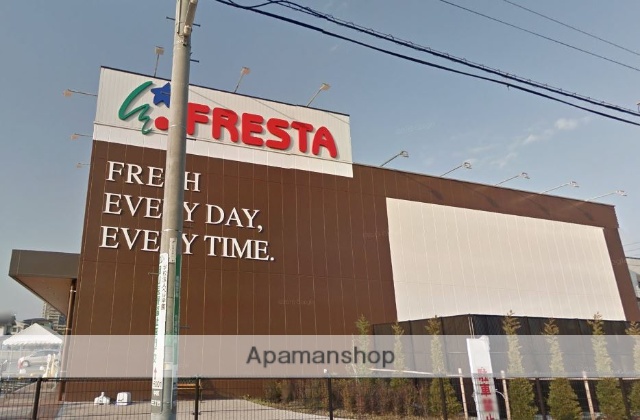 FRESTA
FRESH
EVERY DAY,
EVERY TIME.
Apamanshop